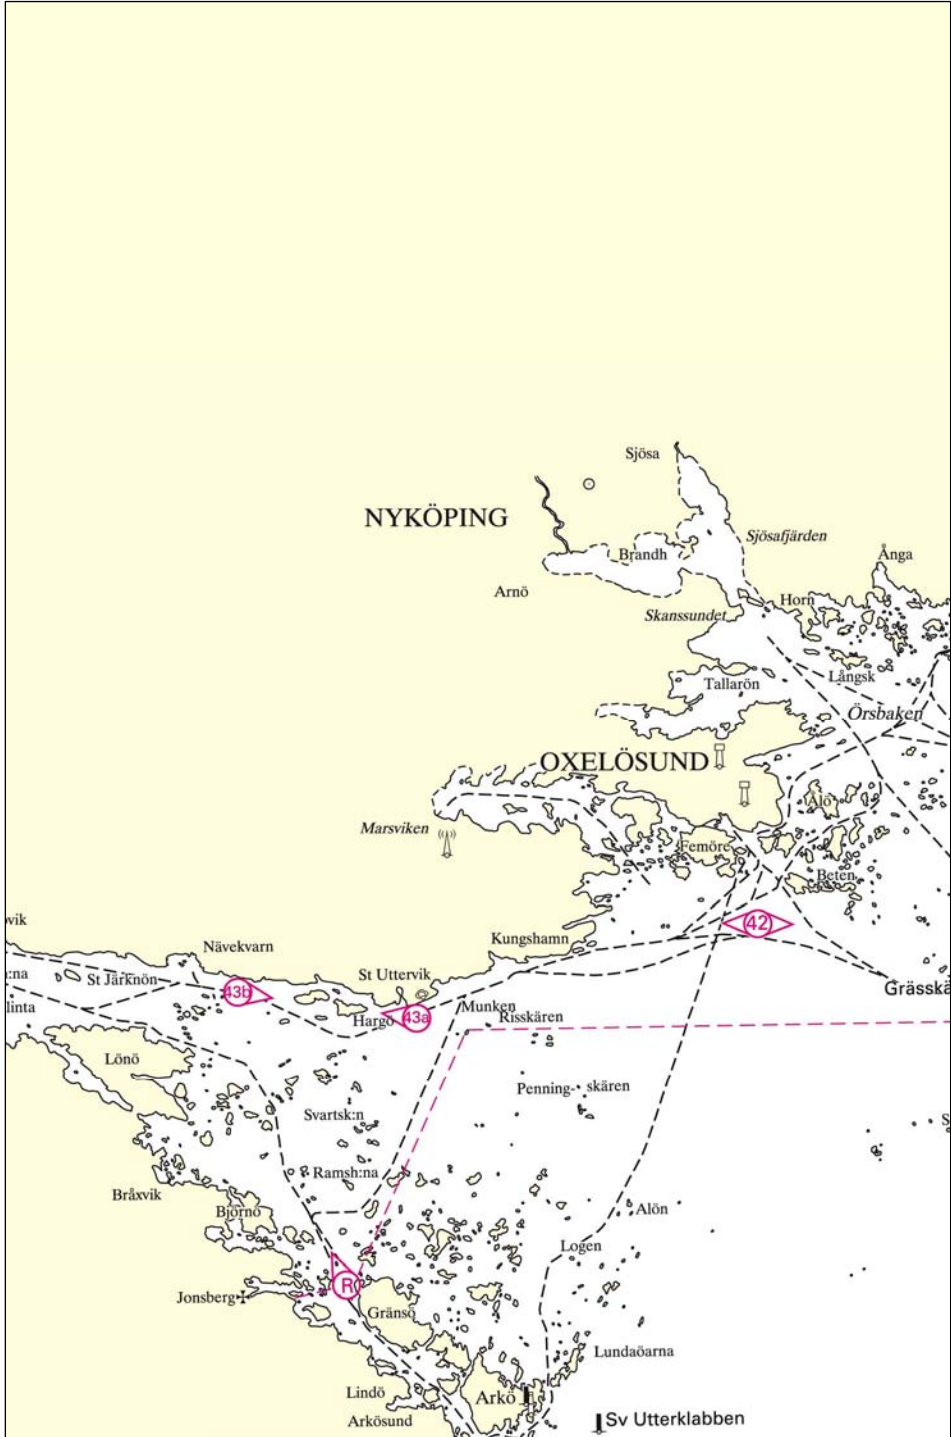 Sjösa
NYKÖPING
Sjösafjärden
Brandh
Ånga
Arnö
Horn
Skanssundet
Långsk
Tallarön
Örsbaken
OXELÖSUND
Ålö
Marsviken
Femöre
Beten
vik
42
Kungshamn
Nävekvarn
:na
St Järknön
St Uttervik
Grässkä
43b
linta
Munken
Hargö
43a
Risskären
Lönö
Penning- skären
Svartsk:n
S
Ramsh:na
Bråxvik
Björnö
Alön
Logen
R
Jonsberg
Gränsö
Lundaöarna
Lindö
Arkö
Arkösund
Sv Utterklabben